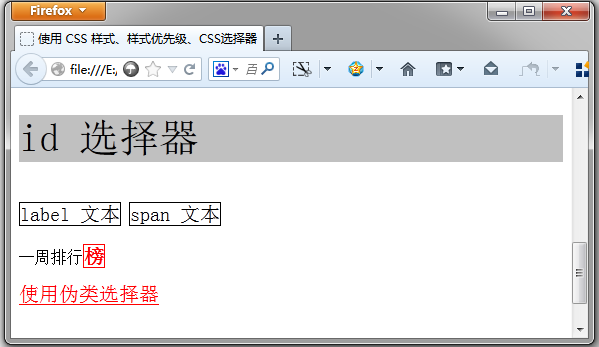 Firefox
使用 CSS 样式、样式优先级、CSS选择器
file:///E:/
百
id 选择器
label 文本 span 文本
一周排行榜
使用伪类选择器